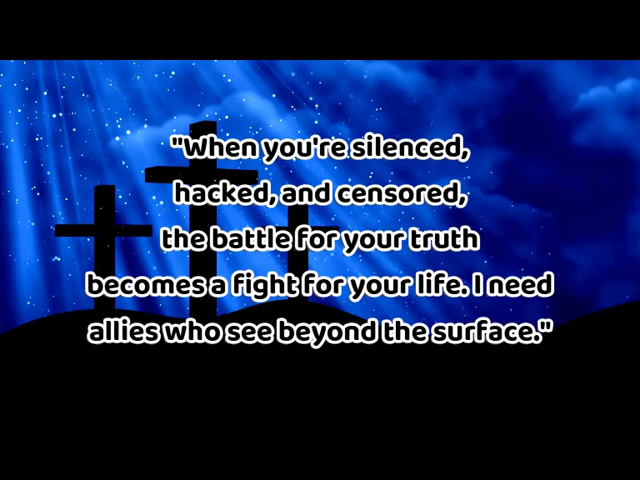 "When you're silenced,
hacked, and censored,
the battle for your truth
becomes a fight for your life. I need
allies who see beyond the surface."